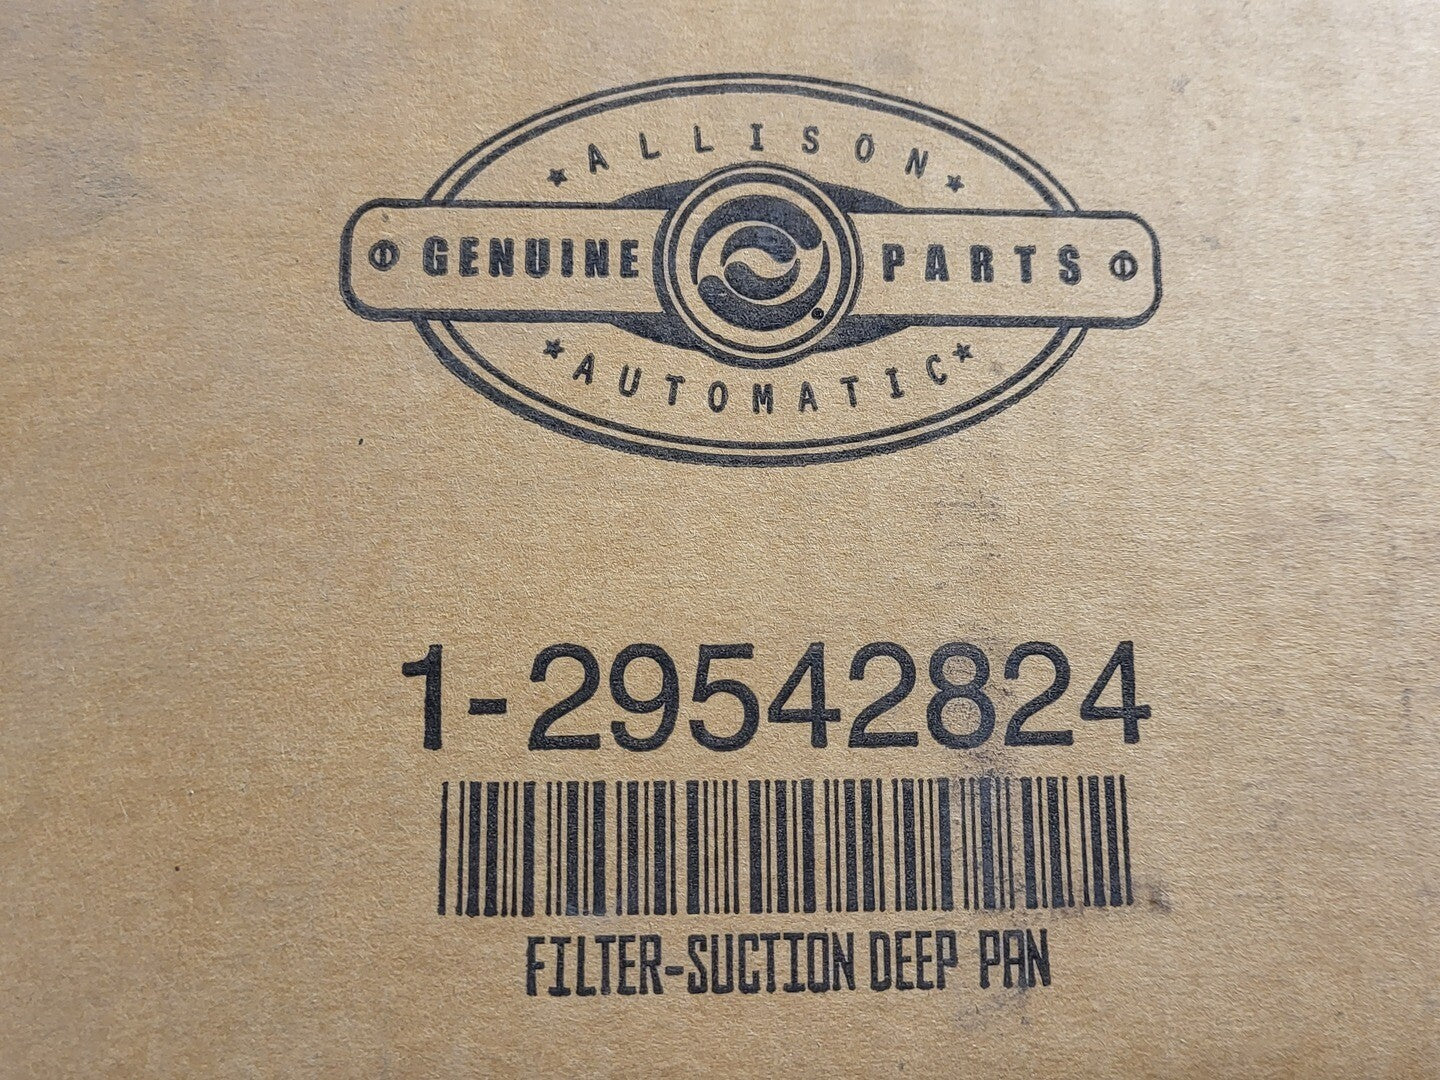 ALLISON
GENUINE PARTS
AUTOMATIC
1-29542824
FILTER-SUCTION DEEP PAN